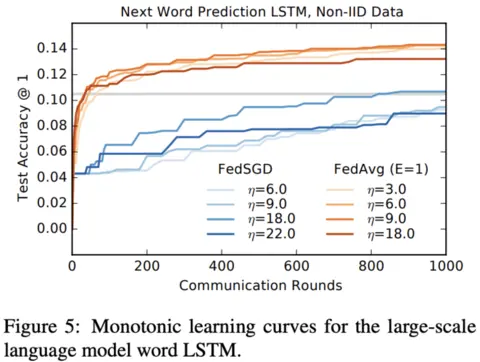 Next Word Prediction LSTM, Non-IID Data
Test Accuracy @ 1
0.14
0.12
0.10
0.08
0.06
0.04
0.02
0.00
FedSGD FedAvg (E=1)
η=6.0 η=3.0
η=9.0 η=6.0
η=18.0 η=9.0
η=22.0 η=18.0
0 200 400 600 800 1000
Communication Rounds
Figure 5: Monotonic learning curves for the large-scale
language model word LSTM.